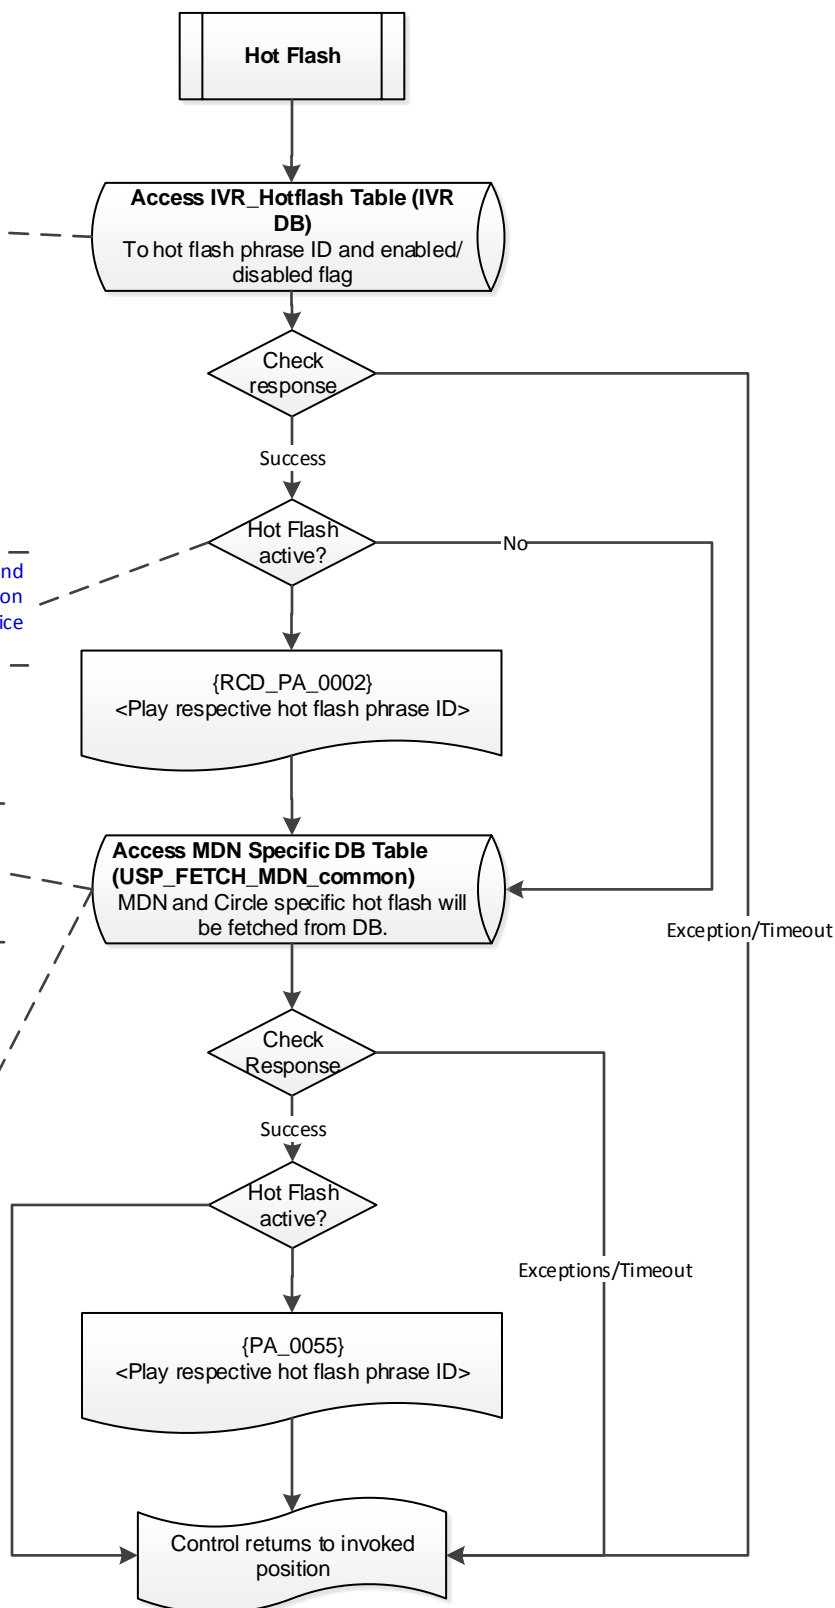 Hot Flash
Access IVR_Hotflash Table (IVR
DB)
To hot flash phrase ID and enabled/
disabled flag
Check
response
Success
Hot Flash
active?
No
nd
on
ice
{RCD_PA_0002}
<Play respective hot flash phrase ID>
Access MDN Specific DB Table
(USP_FETCH_MDN_common)
MDN and Circle specific hot flash will
be fetched from DB.
Exception/Timeout
Check
Response
Success
Hot Flash
active?
Exceptions/Timeout
{PA_0055}
<Play respective hot flash phrase ID>
Control returns to invoked
position